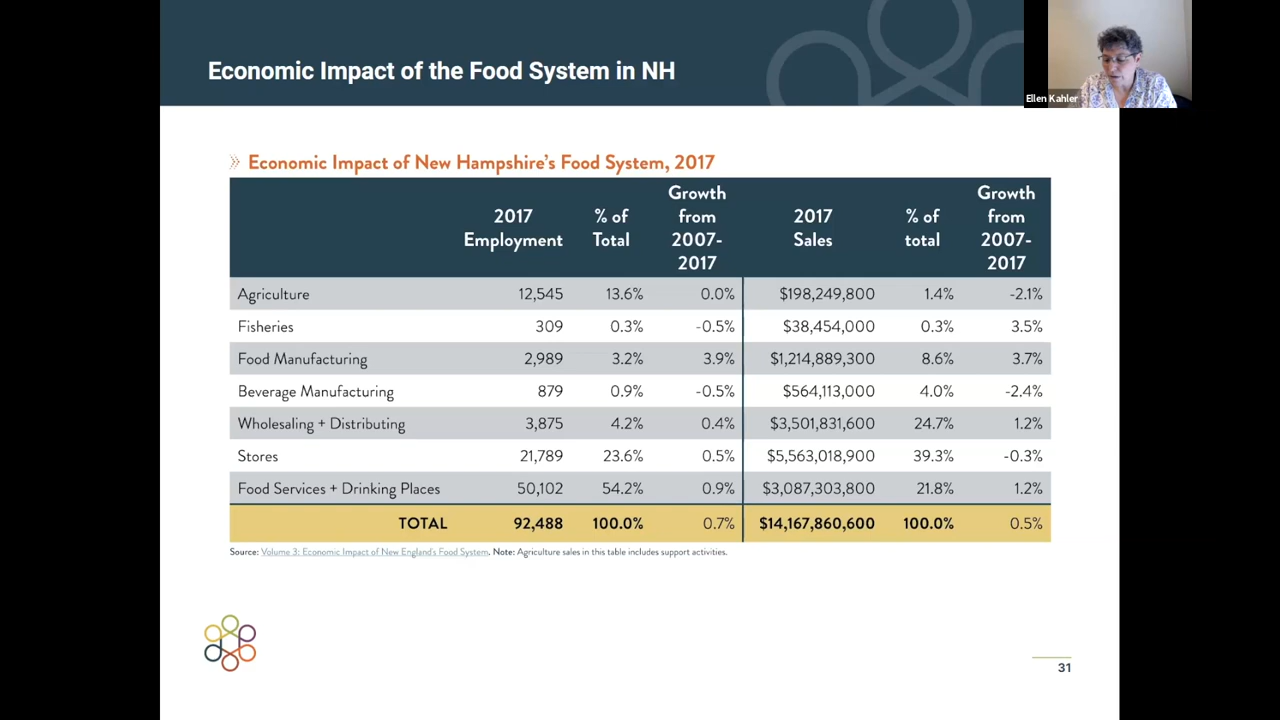 Economic Impact of the Food System in NH
Ellen Kahler
Economic Impact of New Hampshire's Food System, 2017
2017 Employment % of Total Growth from 2007-2017 2017 Sales % of total Growth from 2007-2017
Agriculture 12,545 13.6% 0.0% $198,249,800 1.4% -2.1%
Fisheries 309 0.3% -0.5% $38,454,000 0.3% 3.5%
Food Manufacturing 2,989 3.2% 3.9% $1,214,889,300 8.6% 3.7%
Beverage Manufacturing 879 0.9% -0.5% $564,113,000 4.0% -2.4%
Wholesaling + Distributing 3,875 4.2% 0.4% $3,501,831,600 24.7% 1.2%
Stores 21,789 23.6% 0.5% $5,563,018,900 39.3% -0.3%
Food Services + Drinking Places 50,102 54.2% 0.9% $3,087,303,800 21.8% 1.2%
TOTAL 92,488 100.0% 0.7% $14,167,860,600 100.0% 0.5%
Source: Volume 3: Economic Impact of New England's Food System. Note: Agriculture sales in this table includes support activities.
31